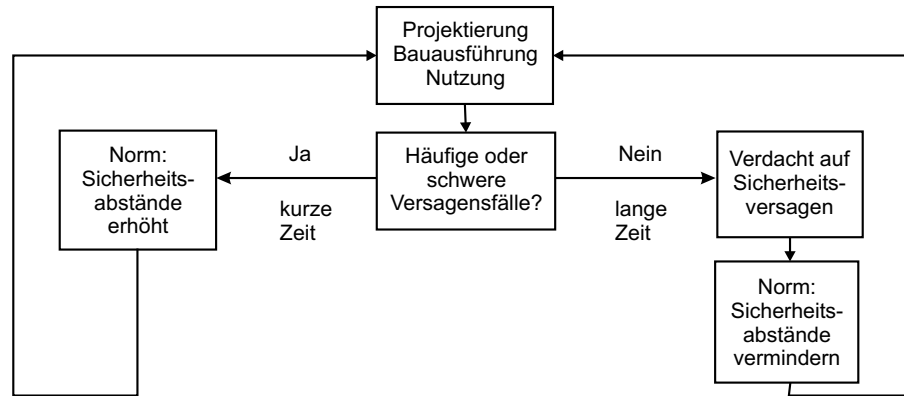 Projektierung
Bauausführung
Nutzung
Norm:
Sicherheits-
abstände
erhöht
Ja
kurze
Zeit
Häufige oder
schwere
Versagensfälle?
Nein
lange
Zeit
Verdacht auf
Sicherheits-
versagen
Norm:
Sicherheits-
abstände
vermindern